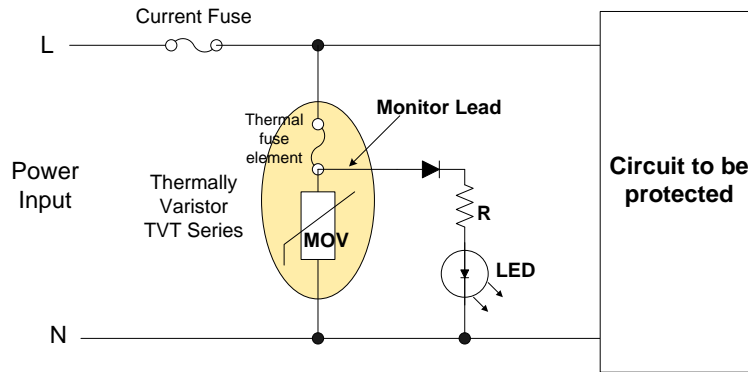 Current Fuse
L
Thermal
fuse
element
Monitor Lead
Power
Input
Thermally
Varistor
TVT Series
MOV
R
LED
Circuit to be
protected
N